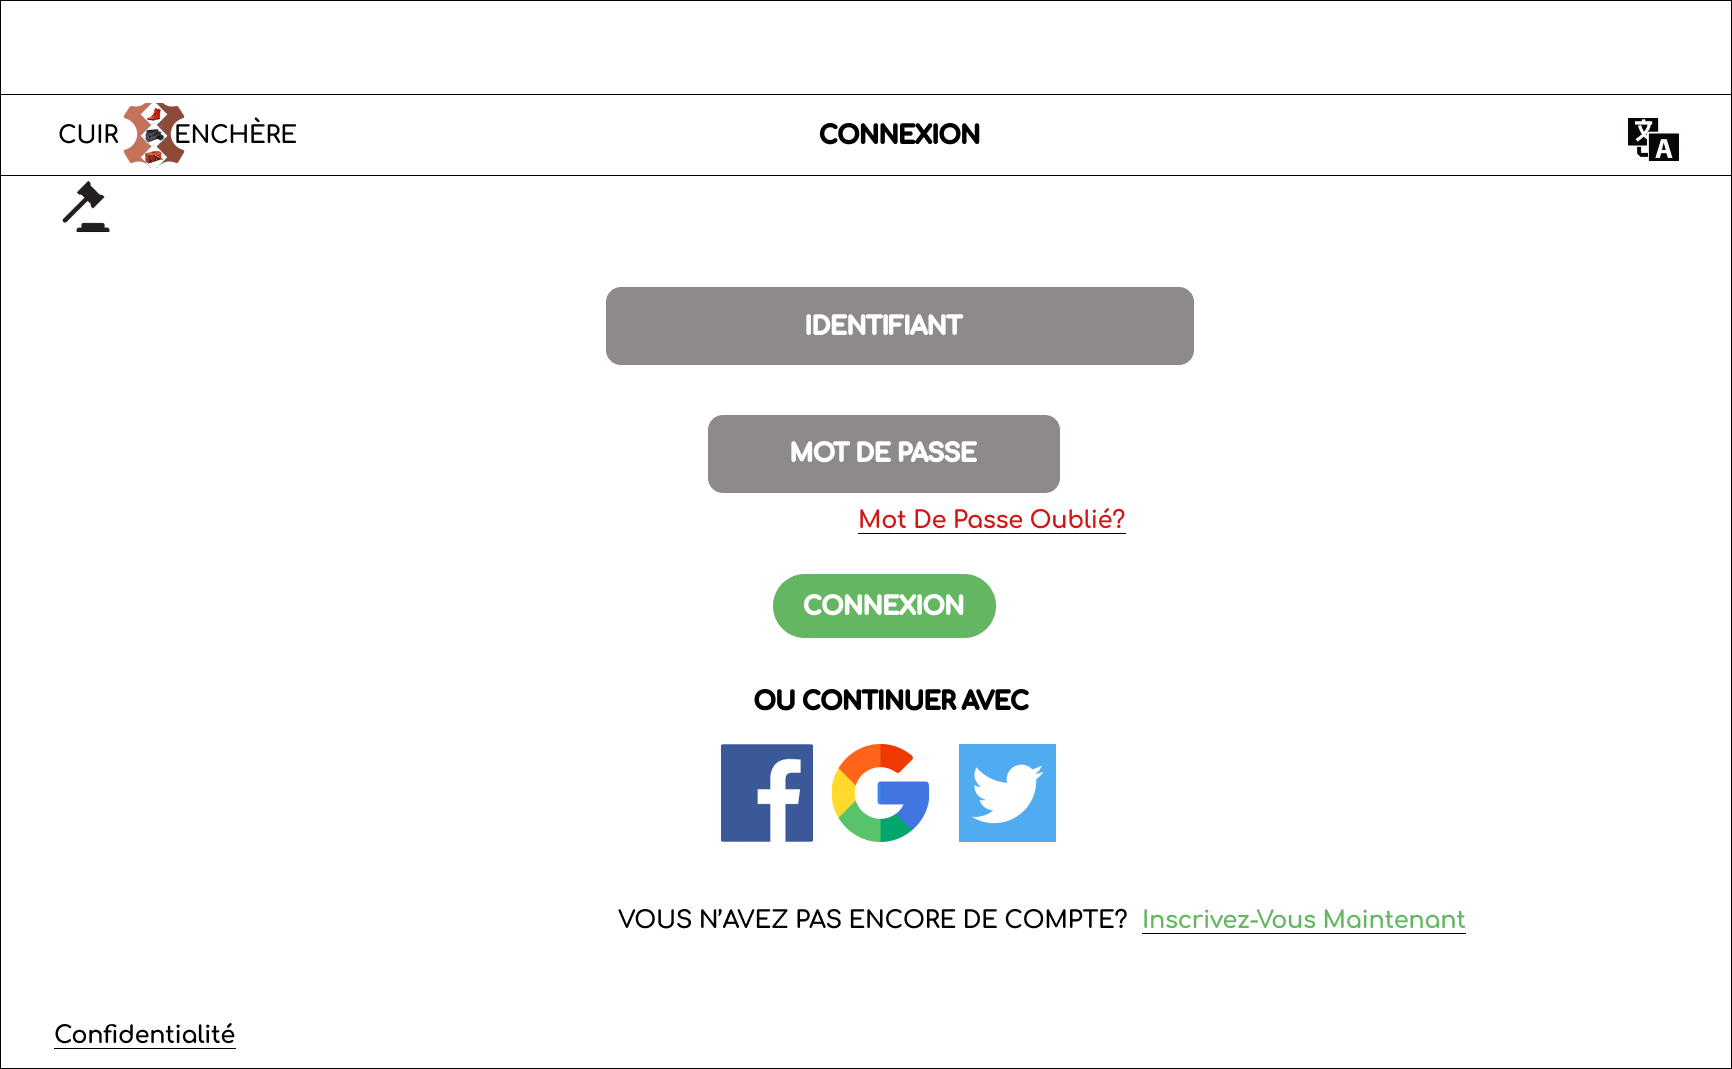 CUIR ENCHÈRE
CONNEXION
文 A
IDENTIFIANT
MOT DE PASSE
Mot De Passe Oublié?
CONNEXION
OU CONTINUER AVEC
VOUS N’AVEZ PAS ENCORE DE COMPTE? Inscrivez-Vous Maintenant
Confidentialité